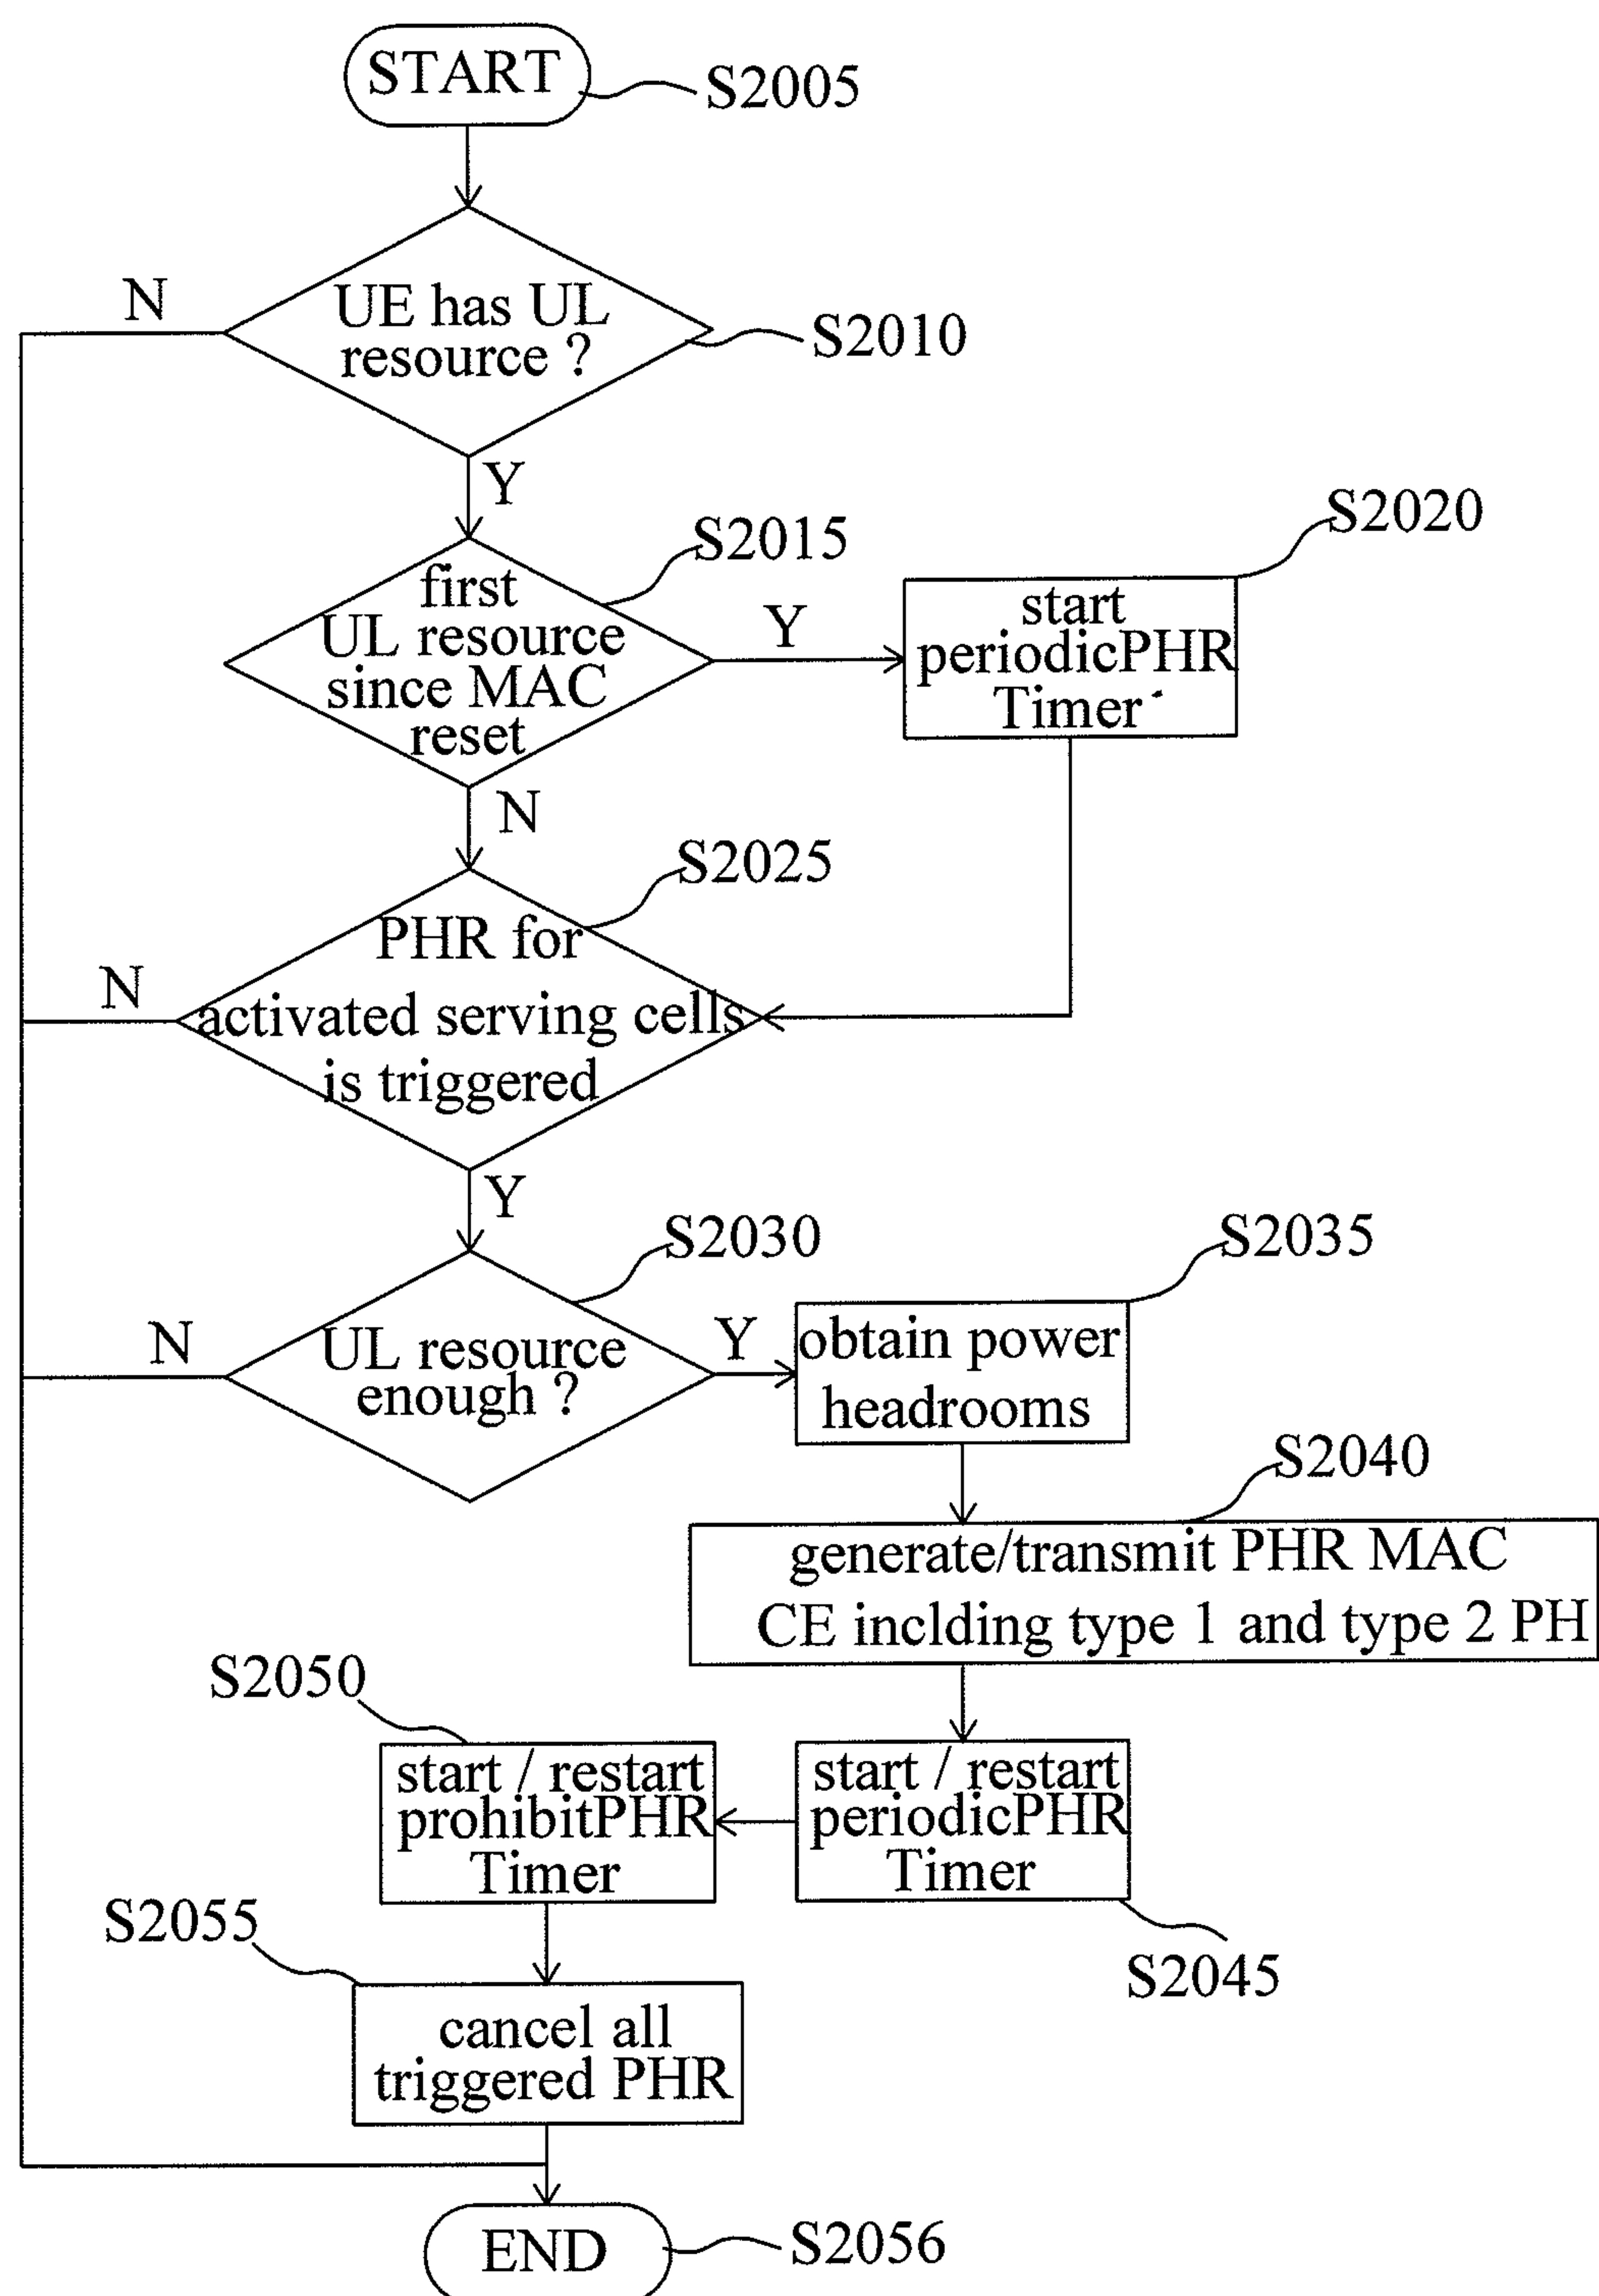 START
S2005
N
UE has UL
resource ?
S2010
Y
S2015
first
UL resource
since MAC
reset
Y
S2020
start
periodicPHR
Timer
N
S2025
PHR for
activated serving cells
is triggered
N
Y
S2030
UL resource
enough ?
N
Y
S2035
obtain power
headrooms
S2040
generate/transmit PHR MAC
CE inclding type 1 and type 2 PH
S2050
start / restart
prohibitPHR
Timer
start / restart
periodicPHR
Timer
S2045
S2055
cancel all
triggered PHR
END
S2056